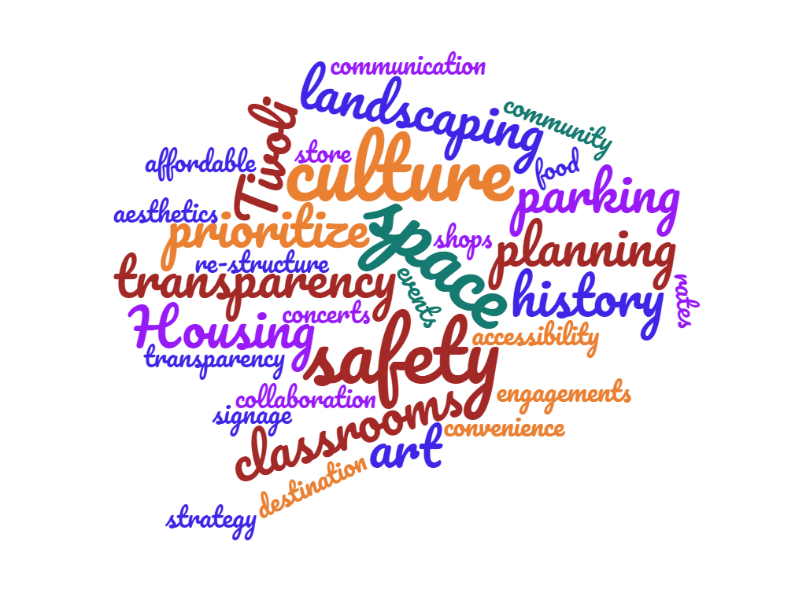 communication
landscaping
community
Tivoli
store
affordable
culture
food
parking
aesthetics
prioritize
space
shops
planning
re-structure
transparency
events
history
rates
Housing
concerts
accessibility
transparency
safety
collaboration
engagements
signage
classrooms
convenience
art
destination
strategy